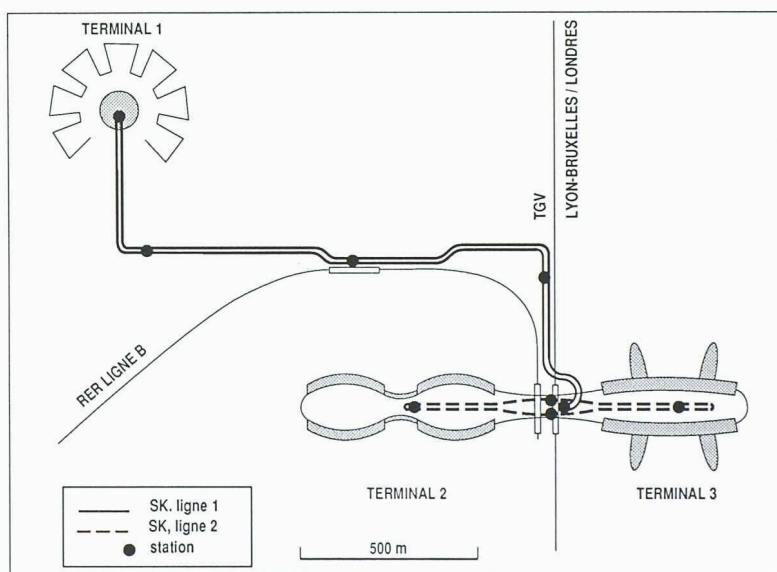 TERMINAL 1
TGV
LYON-BRUXELLES / LONDRES
RER LIGNE B
TERMINAL 2
TERMINAL 3
SK. ligne 1
SK, ligne 2
station
500 m